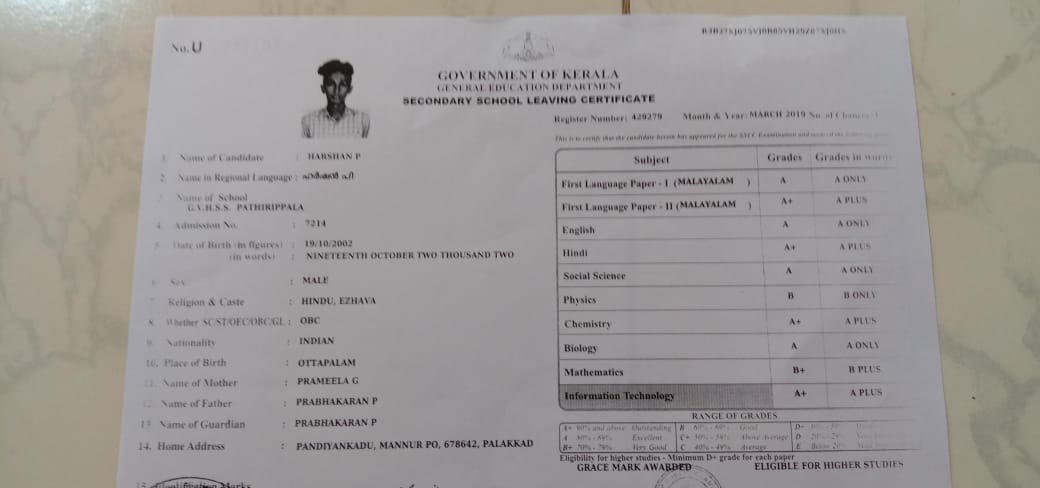 No. U
GOVERNMENT OF KERALA
GENERAL EDUCATION DEPARTMENT
SECONDARY SCHOOL LEAVING CERTIFICATE
Register Number: 429279 Month & Year: MARCH 2019 No. of Chances: 1
This is to certify that the candidate herein has appeared for the SSLC Examination and secured the following
1. Name of Candidate : HARSHAN P
2. Name in Regional Language : ഹർഷൻ പി
3. Name of School
G.V.H.S.S. PATHIRIPPALA
4. Admission No. : 7214
5. Date of Birth (in figures) : 19/10/2002
(in words) : NINETEENTH OCTOBER TWO THOUSAND TWO
6. Sex : MALE
7. Religion & Caste : HINDU, EZHAVA
8. Whether SC/ST/OEC/OBC/GL : OBC
9. Nationality : INDIAN
10. Place of Birth : OTTAPALAM
11. Name of Mother : PRAMEELA G
12. Name of Father : PRABHAKARAN P
13. Name of Guardian : PRABHAKARAN P
14. Home Address : PANDIYANKADU, MANNUR PO, 678642, PALAKKAD
Subject Grades Grades in words
First Language Paper - I (MALAYALAM ) A A ONLY
First Language Paper - II (MALAYALAM ) A+ A PLUS
English A A ONLY
Hindi A+ A PLUS
Social Science A A ONLY
Physics B B ONLY
Chemistry A+ A PLUS
Biology A A ONLY
Mathematics B+ B PLUS
Information Technology A+ A PLUS
RANGE OF GRADES
A+ 90% and above Outstanding B 60% - 69% Good D+
A 80% - 89% Excellent C+ 50% - 59% Above Average D 20% - 29%
B+ 70% - 79% Very Good C 40% - 49% Average E Below 20%
Eligibility for higher studies - Minimum D+ grade for each paper
GRACE MARK AWARDED ELIGIBLE FOR HIGHER STUDIES
15. Identification Marks